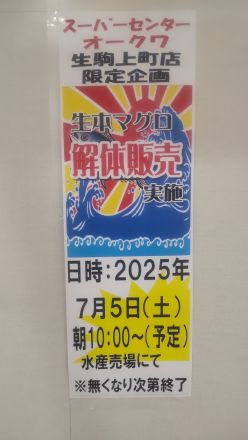 スーパーセンター
オークワ
生駒上町店
限定企画
生本マグロ
解体販売
実施
日時：2025年
7月5日(土)
朝10:00〜(予定)
水産売場にて
※無くなり次第終了